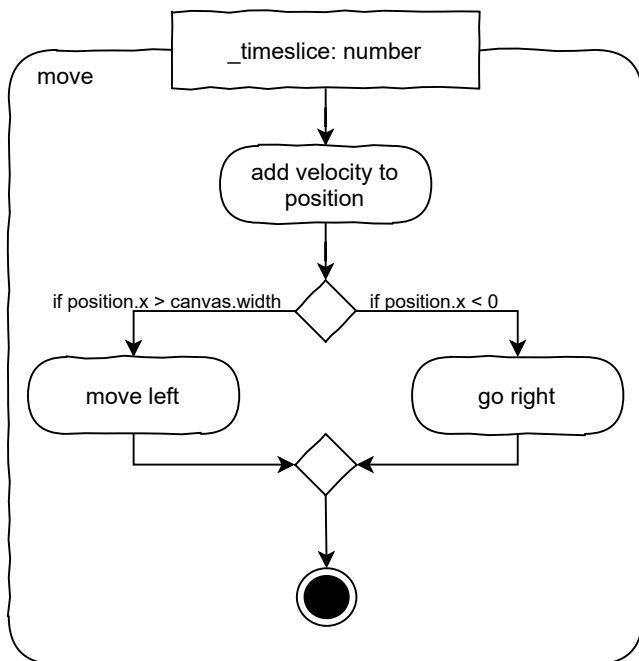 _timeslice: number
move
add velocity to
position
if position.x > canvas.width
if position.x < 0
move left
go right